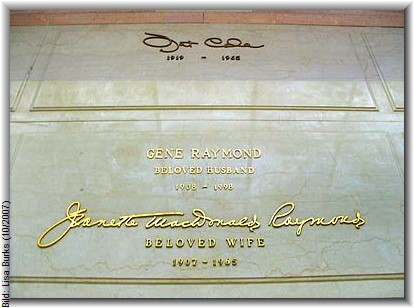 Nat Cole
1919 - 1965
GENE RAYMOND
BELOVED HUSBAND
1908 - 1998
Jeanette MacDonald Raymond
BELOVED WIFE
1907 - 1965
Bild: Lisa Burks (10/2007)